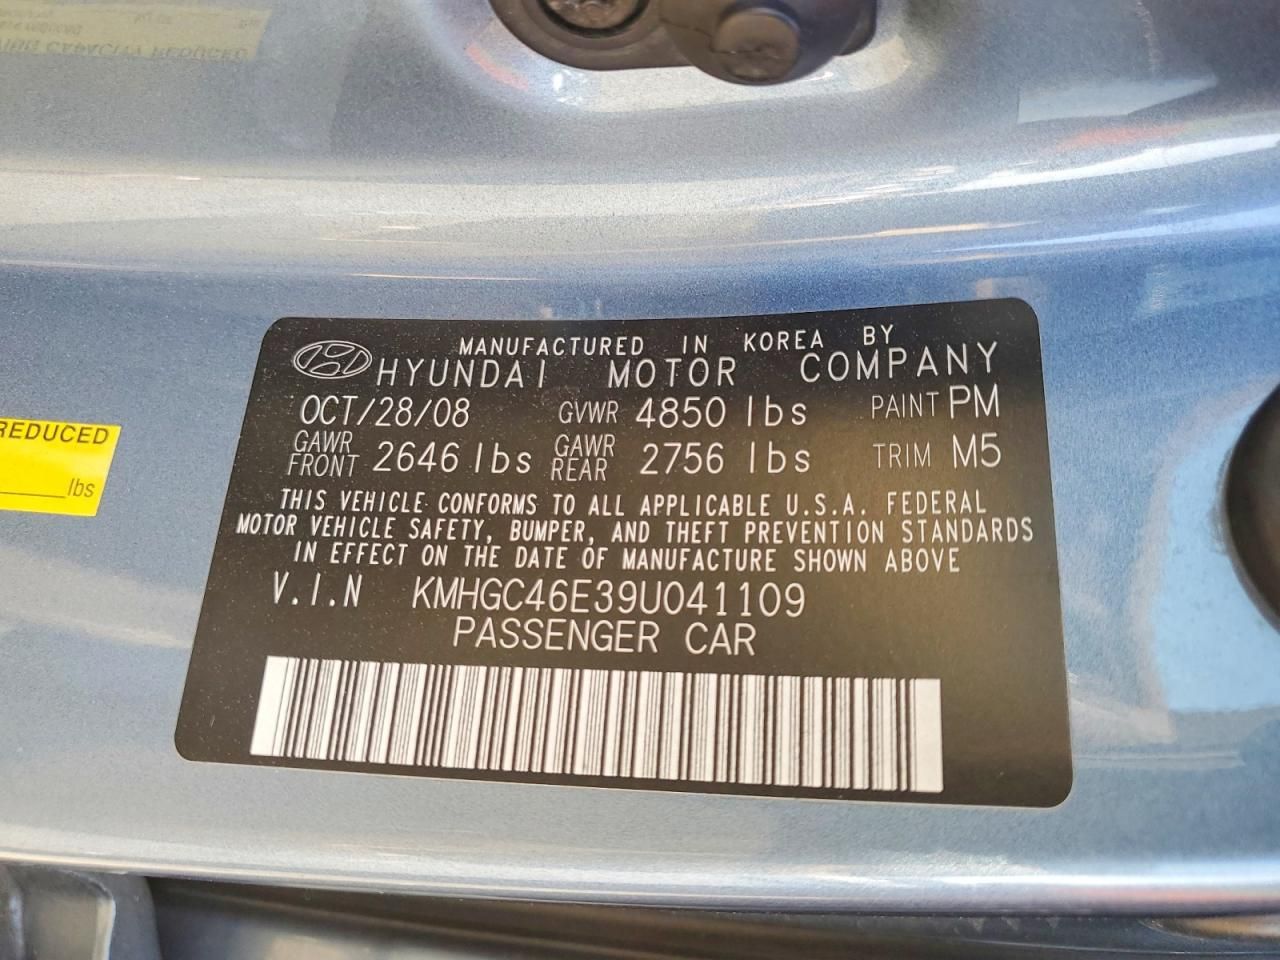 MANUFACTURED IN KOREA BY
HYUNDAI MOTOR COMPANY
OCT/28/08 GVWR 4850 lbs PAINT PM
GAWR FRONT 2646 lbs GAWR REAR 2756 lbs TRIM M5
THIS VEHICLE CONFORMS TO ALL APPLICABLE U.S.A. FEDERAL
MOTOR VEHICLE SAFETY, BUMPER, AND THEFT PREVENTION STANDARDS
IN EFFECT ON THE DATE OF MANUFACTURE SHOWN ABOVE
V.I.N KMHGC46E39U041109
PASSENGER CAR
REDUCED
lbs
CAPACITY REDUCED